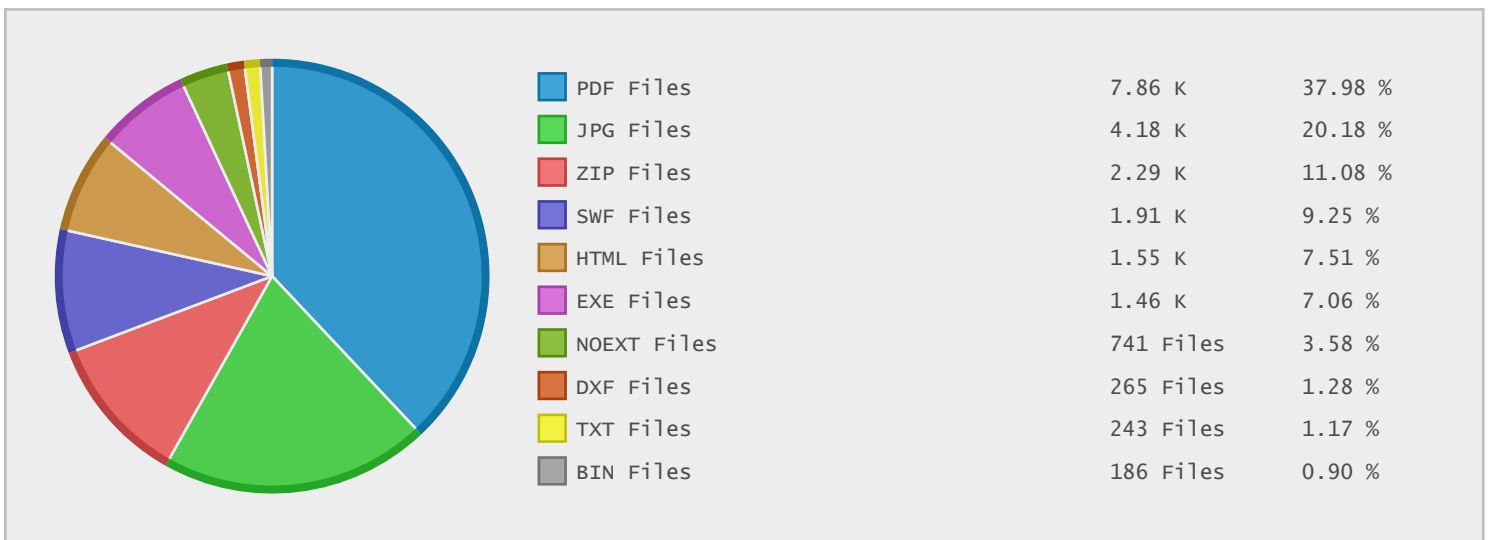 PDF Files 7.86 K 37.98 %
JPG Files 4.18 K 20.18 %
ZIP Files 2.29 K 11.08 %
SWF Files 1.91 K 9.25 %
HTML Files 1.55 K 7.51 %
EXE Files 1.46 K 7.06 %
NOEXT Files 741 Files 3.58 %
DXF Files 265 Files 1.28 %
TXT Files 243 Files 1.17 %
BIN Files 186 Files 0.90 %